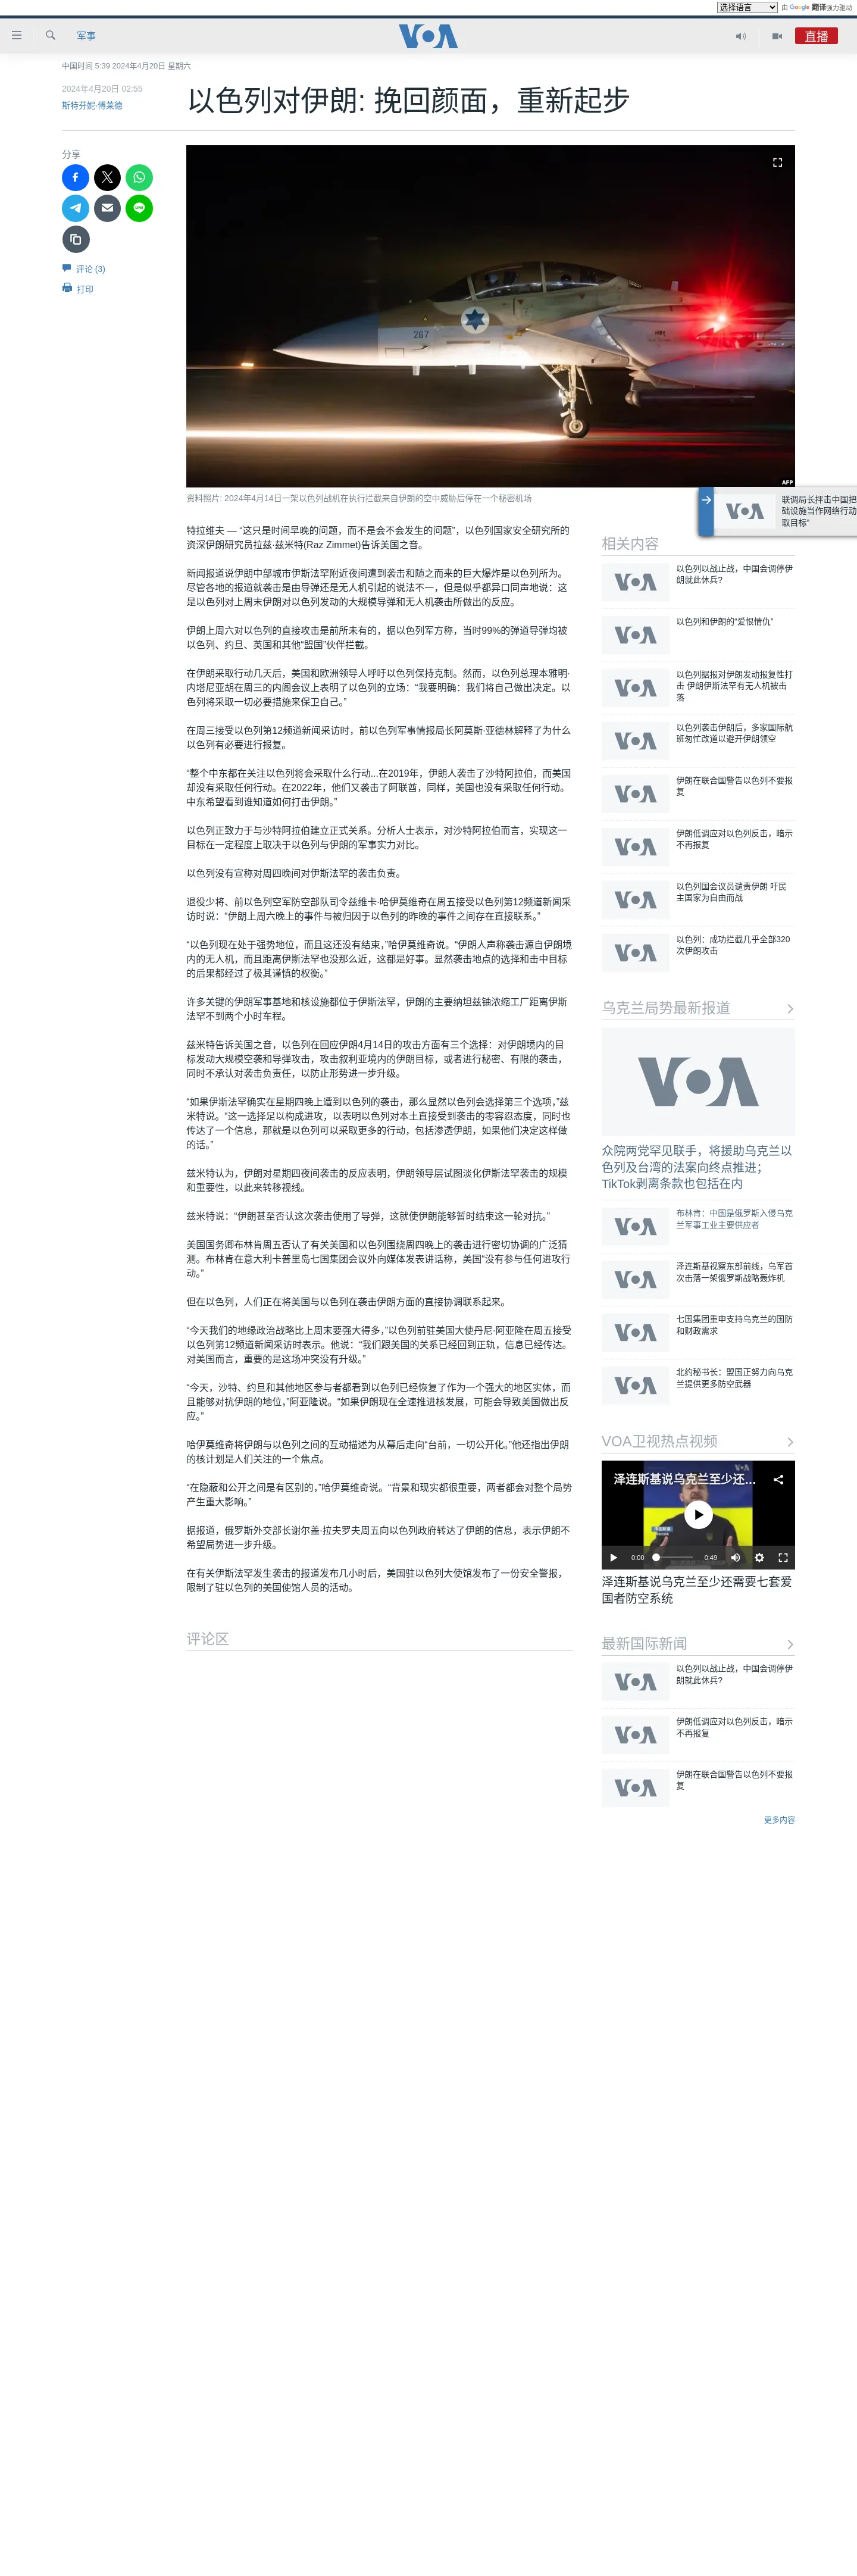 选择语言 由 Google 翻译强力驱动
军事
VOA
直播
中国时间 5:39 2024年4月20日 星期六
2024年4月20日 02:55
斯特芬妮·傅莱德
以色列对伊朗: 挽回颜面，重新起步
分享
评论 (3)
打印
267
AFP
资料照片: 2024年4月14日一架以色列战机在执行拦截来自伊朗的空中威胁后停在一个秘密机场
联调局长抨击中国把
础设施当作网络行动
取目标”
特拉维夫 — “这只是时间早晚的问题，而不是会不会发生的问题”，以色列国家安全研究所的
资深伊朗研究员拉兹·兹米特(Raz Zimmet)告诉美国之音。
新闻报道说伊朗中部城市伊斯法罕附近夜间遭到袭击和随之而来的巨大爆炸是以色列所为。
尽管各地的报道就袭击是由导弹还是无人机引起的说法不一，但是似乎都异口同声地说：这
是以色列对上周末伊朗对以色列发动的大规模导弹和无人机袭击所做出的反应。
伊朗上周六对以色列的直接攻击是前所未有的，据以色列军方称，当时99%的弹道导弹均被
以色列、约旦、英国和其他“盟国”伙伴拦截。
在伊朗采取行动几天后，美国和欧洲领导人呼吁以色列保持克制。然而，以色列总理本雅明·
内塔尼亚胡在周三的内阁会议上表明了以色列的立场：“我要明确：我们将自己做出决定。以
色列将采取一切必要措施来保卫自己。”
在周三接受以色列第12频道新闻采访时，前以色列军事情报局长阿莫斯·亚德林解释了为什么
以色列有必要进行报复。
“整个中东都在关注以色列将会采取什么行动...在2019年，伊朗人袭击了沙特阿拉伯，而美国
却没有采取任何行动。在2022年，他们又袭击了阿联酋，同样，美国也没有采取任何行动。
中东希望看到谁知道如何打击伊朗。”
以色列正致力于与沙特阿拉伯建立正式关系。分析人士表示，对沙特阿拉伯而言，实现这一
目标在一定程度上取决于以色列与伊朗的军事实力对比。
以色列没有宣称对周四晚间对伊斯法罕的袭击负责。
退役少将、前以色列空军防空部队司令兹维卡·哈伊莫维奇在周五接受以色列第12频道新闻采
访时说：“伊朗上周六晚上的事件与被归因于以色列的昨晚的事件之间存在直接联系。”
“以色列现在处于强势地位，而且这还没有结束，”哈伊莫维奇说。“伊朗人声称袭击源自伊朗境
内的无人机，而且距离伊斯法罕也没那么近，这都是好事。显然袭击地点的选择和击中目标
的后果都经过了极其谨慎的权衡。”
许多关键的伊朗军事基地和核设施都位于伊斯法罕，伊朗的主要纳坦兹铀浓缩工厂距离伊斯
法罕不到两个小时车程。
兹米特告诉美国之音，以色列在回应伊朗4月14日的攻击方面有三个选择：对伊朗境内的目
标发动大规模空袭和导弹攻击，攻击叙利亚境内的伊朗目标，或者进行秘密、有限的袭击，
同时不承认对袭击负责任，以防止形势进一步升级。
“如果伊斯法罕确实在星期四晚上遭到以色列的袭击，那么显然以色列会选择第三个选项，”兹
米特说。“这一选择足以构成进攻，以表明以色列对本土直接受到袭击的零容忍态度，同时也
传达了一个信息，那就是以色列可以采取更多的行动，包括渗透伊朗，如果他们决定这样做
的话。”
兹米特认为，伊朗对星期四夜间袭击的反应表明，伊朗领导层试图淡化伊斯法罕袭击的规模
和重要性，以此来转移视线。
兹米特说：“伊朗甚至否认这次袭击使用了导弹，这就使伊朗能够暂时结束这一轮对抗。”
美国国务卿布林肯周五否认了有关美国和以色列围绕周四晚上的袭击进行密切协调的广泛猜
测。布林肯在意大利卡普里岛七国集团会议外向媒体发表讲话称，美国“没有参与任何进攻行
动。”
但在以色列，人们正在将美国与以色列在袭击伊朗方面的直接协调联系起来。
“今天我们的地缘政治战略比上周末要强大得多，”以色列前驻美国大使丹尼·阿亚隆在周五接受
以色列第12频道新闻采访时表示。他说：“我们跟美国的关系已经回到正轨，信息已经传达。
对美国而言，重要的是这场冲突没有升级。”
“今天，沙特、约旦和其他地区参与者都看到以色列已经恢复了作为一个强大的地区实体，而
且能够对抗伊朗的地位，”阿亚隆说。“如果伊朗现在全速推进核发展，可能会导致美国做出反
应。”
哈伊莫维奇将伊朗与以色列之间的互动描述为从幕后走向“台前，一切公开化。”他还指出伊朗
的核计划是人们关注的一个焦点。
“在隐蔽和公开之间是有区别的，”哈伊莫维奇说。“背景和现实都很重要，两者都会对整个局势
产生重大影响。”
据报道，俄罗斯外交部长谢尔盖·拉夫罗夫周五向以色列政府转达了伊朗的信息，表示伊朗不
希望局势进一步升级。
在有关伊斯法罕发生袭击的报道发布几小时后，美国驻以色列大使馆发布了一份安全警报，
限制了驻以色列的美国使馆人员的活动。
评论区
相关内容
以色列以战止战，中国会调停伊
朗就此休兵?
以色列和伊朗的“爱恨情仇”
以色列据报对伊朗发动报复性打
击 伊朗伊斯法罕有无人机被击
落
以色列袭击伊朗后，多家国际航
班匆忙改道以避开伊朗领空
伊朗在联合国警告以色列不要报
复
伊朗低调应对以色列反击，暗示
不再报复
以色列国会议员谴责伊朗 吁民
主国家为自由而战
以色列：成功拦截几乎全部320
次伊朗攻击
乌克兰局势最新报道
VOA
众院两党罕见联手，将援助乌克兰以
色列及台湾的法案向终点推进；
TikTok剥离条款也包括在内
布林肯：中国是俄罗斯入侵乌克
兰军事工业主要供应者
泽连斯基视察东部前线，乌军首
次击落一架俄罗斯战略轰炸机
七国集团重申支持乌克兰的国防
和财政需求
北约秘书长：盟国正努力向乌克
兰提供更多防空武器
VOA卫视热点视频
泽连斯基说乌克兰至少还...
0:00 0:49
泽连斯基说乌克兰至少还需要七套爱
国者防空系统
最新国际新闻
以色列以战止战，中国会调停伊
朗就此休兵?
伊朗低调应对以色列反击，暗示
不再报复
伊朗在联合国警告以色列不要报
复
更多内容